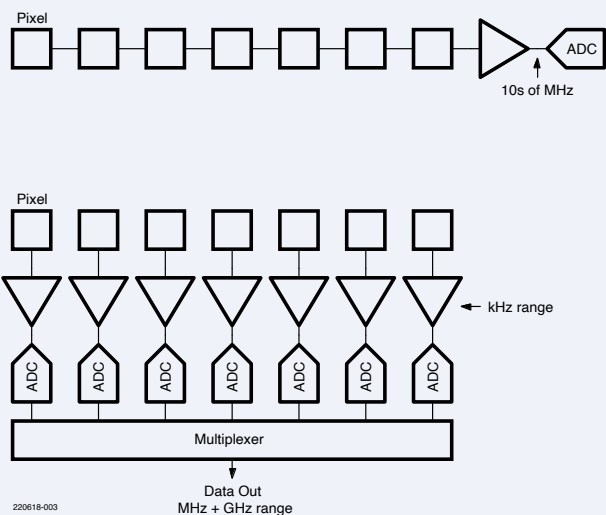 Pixel
ADC
10s of MHz
Pixel
kHz range
ADC ADC ADC ADC ADC ADC ADC
Multiplexer
Data Out
MHz + GHz range
220618-003